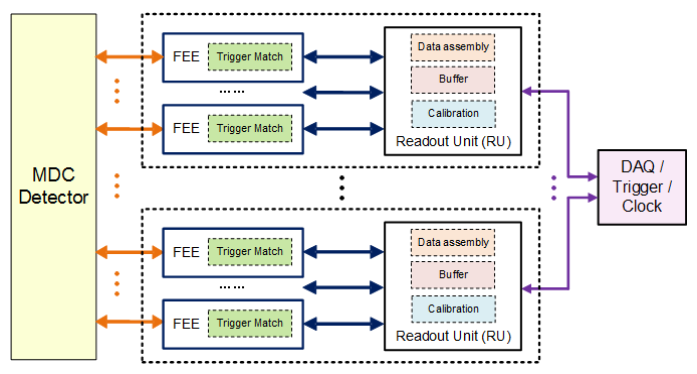 MDC
Detector
FEE
Trigger Match
......
FEE
Trigger Match
Data assembly
Buffer
Calibration
Readout Unit (RU)
FEE
Trigger Match
......
FEE
Trigger Match
Data assembly
Buffer
Calibration
Readout Unit (RU)
DAQ /
Trigger /
Clock